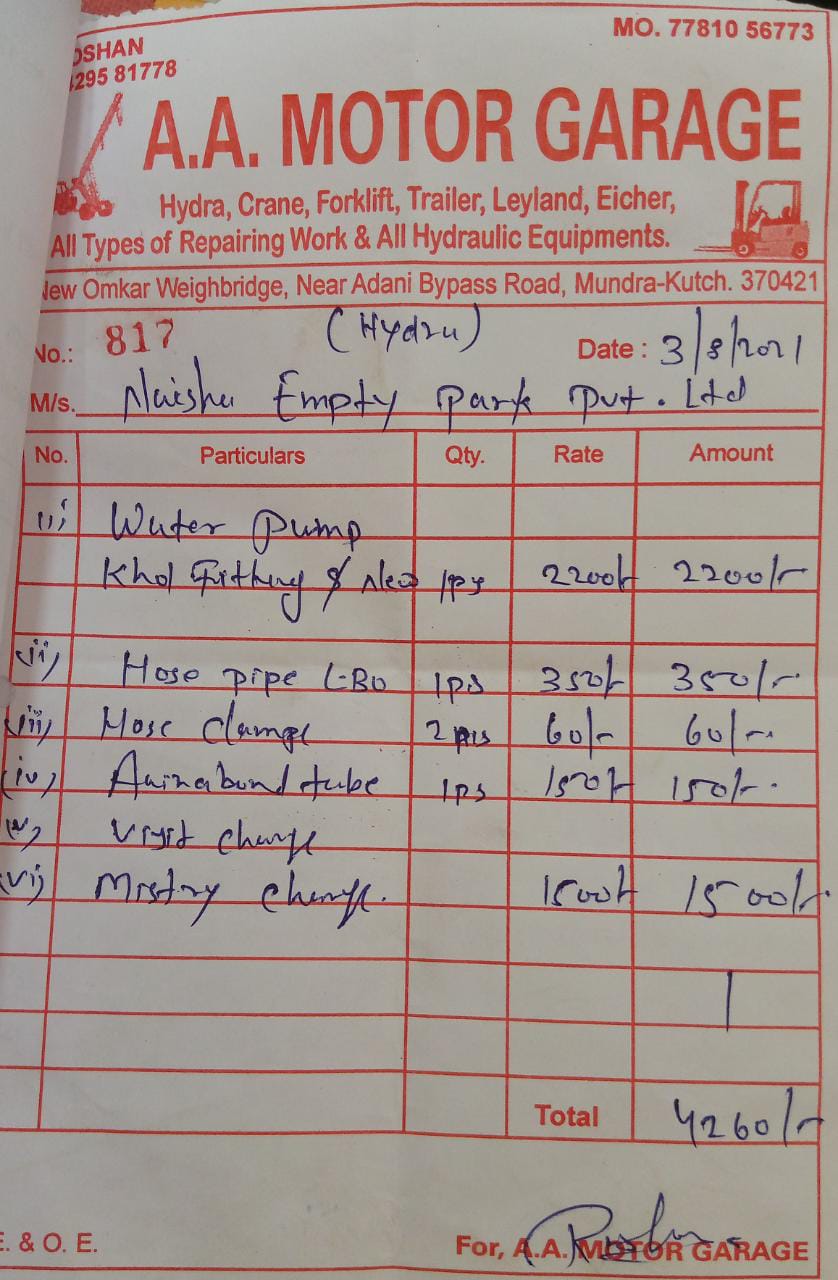 OSHAN
MO. 77810 56773
295 81778
A.A. MOTOR GARAGE
Hydra, Crane, Forklift, Trailer, Leyland, Eicher,
All Types of Repairing Work & All Hydraulic Equipments.
New Omkar Weighbridge, Near Adani Bypass Road, Mundra-Kutch. 370421
No.: 817 (Hydra) Date : 3/8/2021
M/s. Naisha Empty Park Pvt. Ltd
No. Particulars Qty. Rate Amount
(i) Water Pump
Khol Fitting & 1ps 2200/- 2200/-
(ii) Hose pipe 1ps 350/- 350/-
(iii) Hose clamp 2 60/- 60/-
(iv) tube 1ps 150/- 150/-
(v) Visit charge
(vi) Mistry charge. 1500/- 1500/-
Total 4260/-
E. & O. E.
For, A.A. MOTOR GARAGE